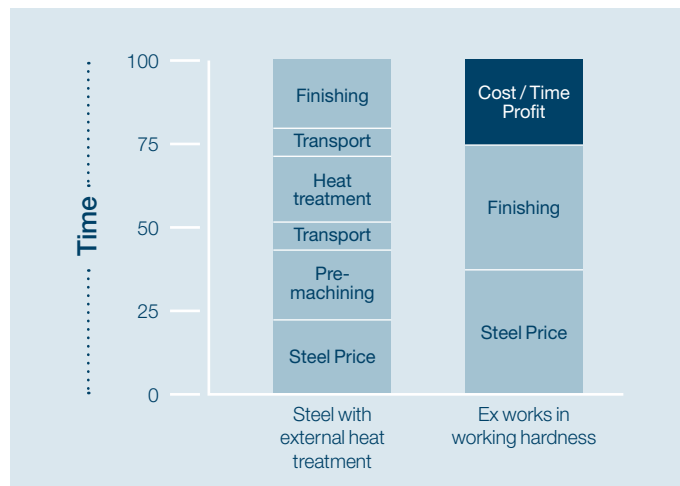 100
75
50
25
0
Time
Finishing
Transport
Heat
treatment
Transport
Pre-
machining
Steel Price
Cost / Time
Profit
Finishing
Steel Price
Steel with
external heat
treatment
Ex works in
working hardness